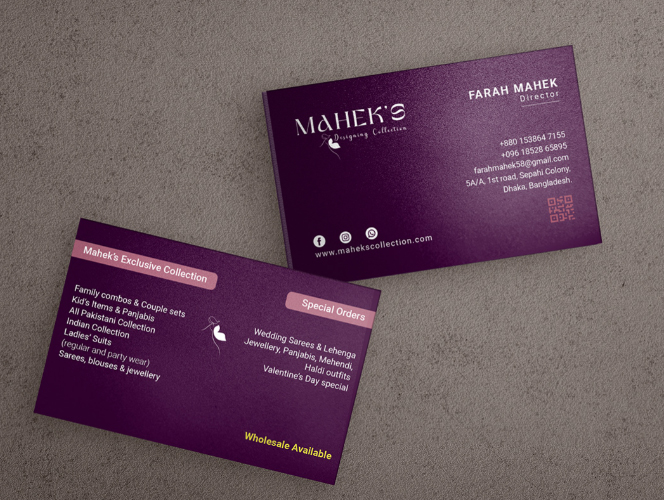 MAHEK'S
Designing Collection
FARAH MAHEK
Director
+880 153864 7155
+096 18528 65895
farahmahek58@gmail.com
5A/A, 1st road, Sepahi Colony,
Dhaka, Bangladesh.
www.mahekscollection.com
Mahek's Exclusive Collection
Family combos & Couple sets
Kid's Items & Panjabis
All Pakistani Collection
Indian Collection
Ladies' Suits
(regular and party wear)
Sarees, blouses & jewellery
Special Orders
Wedding Sarees & Lehenga
Jewellery, Panjabis, Mehendi,
Haldi outfits
Valentine's Day special
Wholesale Available